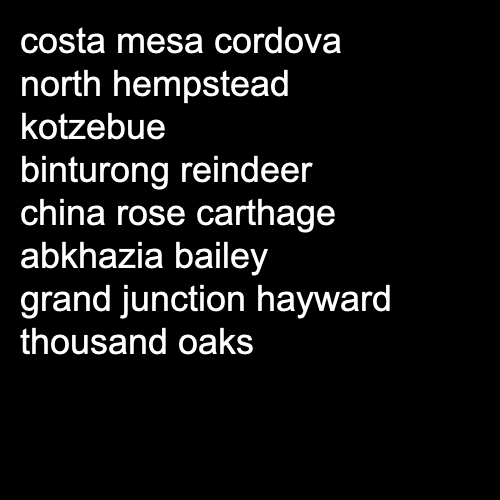 costa mesa cordova
north hempstead
kotzebue
binturong reindeer
china rose carthage
abkhazia bailey
grand junction hayward
thousand oaks